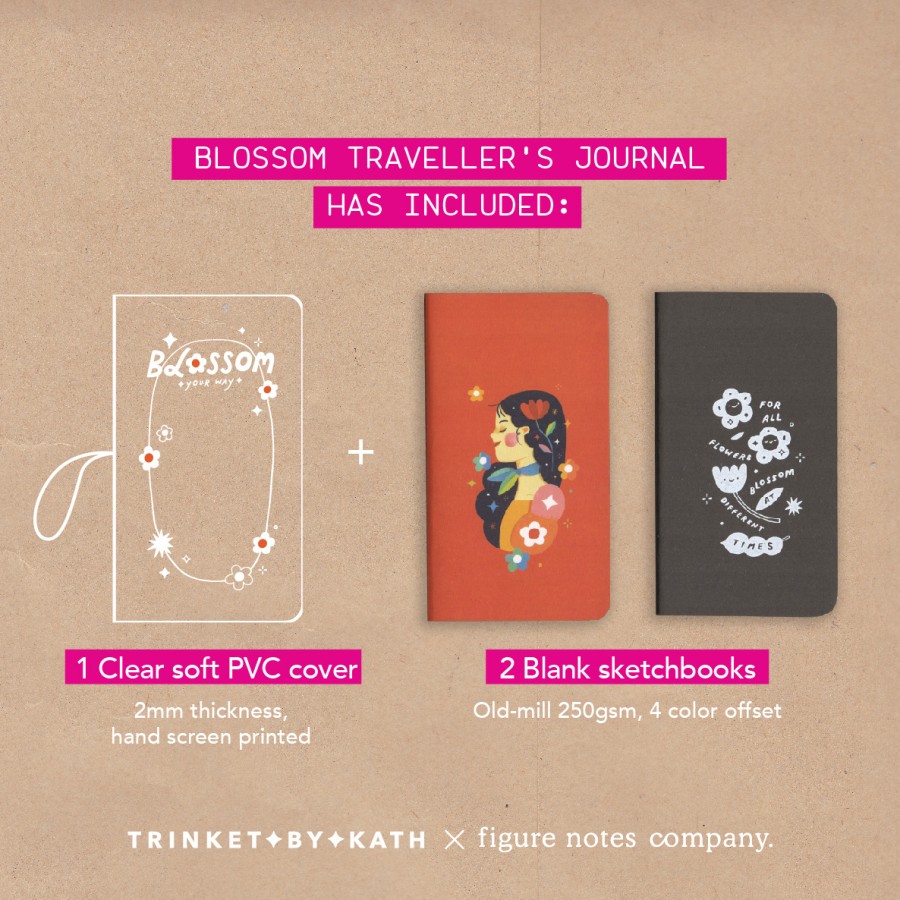 BLOSSOM TRAVELLER'S JOURNAL
HAS INCLUDED:
BLOSSOM
YOUR WAY
+
FOR
ALL
FLOWERS
BLOSSOM
AT
DIFFERENT
TIMES
1 Clear soft PVC cover
2mm thickness,
hand screen printed
2 Blank sketchbooks
Old-mill 250gsm, 4 color offset
TRINKET✦BY✦KATH × figure notes company.